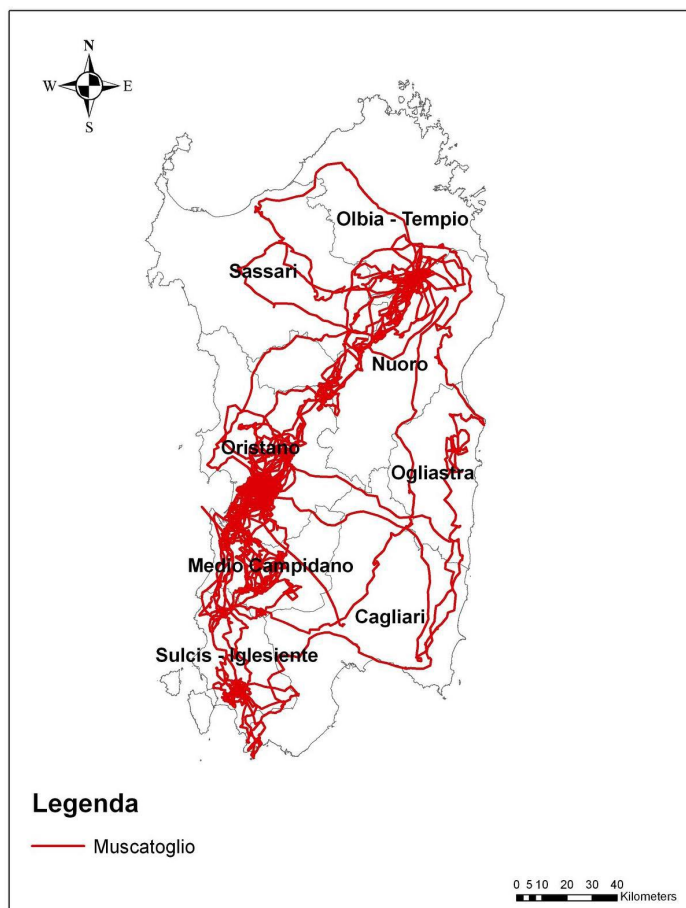 N
W E
S
Olbia - Tempio
Sassari
Nuoro
Oristano
Ogliastra
Medio Campidano
Cagliari
Sulcis - Iglesiente
Legenda
Muscatoglio
0 5 10 20 30 40
Kilometers